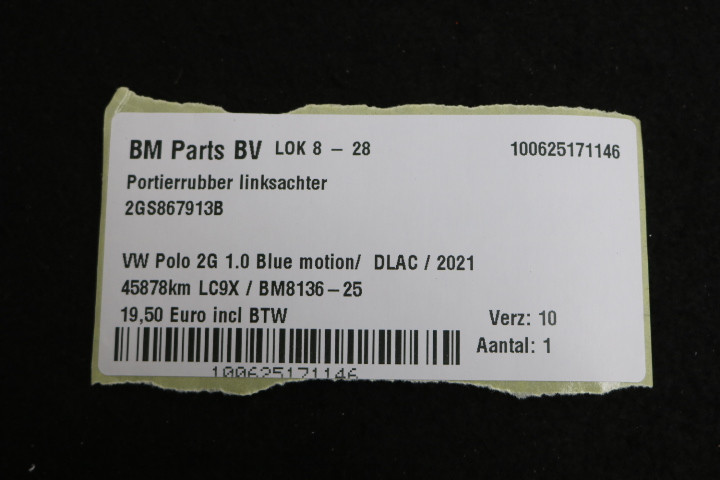 BM Parts BV LOK 8 - 28 100625171146
Portierrubber linksachter
2GS867913B
VW Polo 2G 1.0 Blue motion/ DLAC / 2021
45878km LC9X / BM8136-25
19,50 Euro incl BTW Verz: 10
Aantal: 1
100625171146